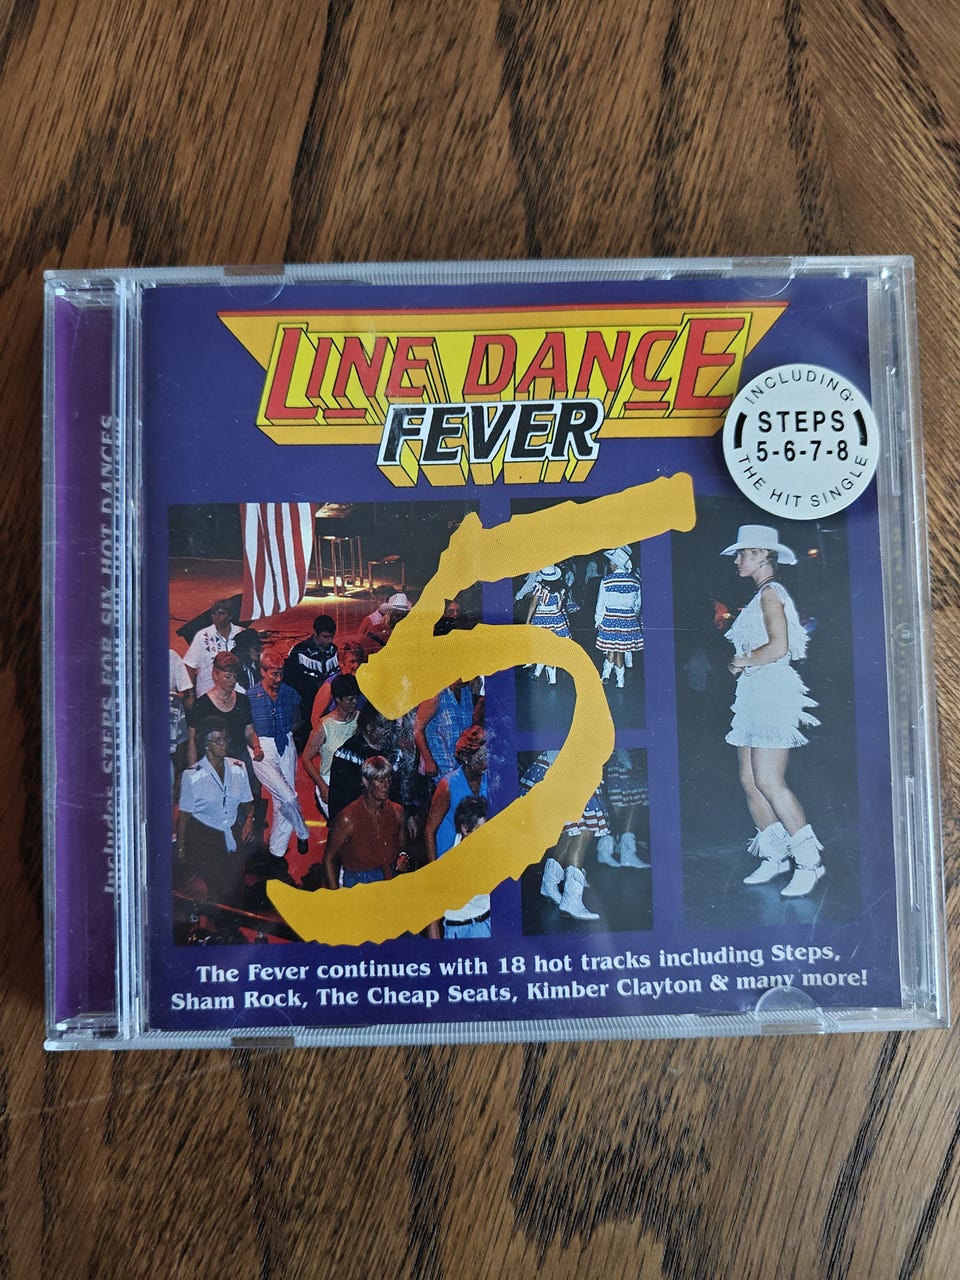 LINE DANCE
FEVER
5
INCLUDING
STEPS
5-6-7-8
THE HIT SINGLE
Includes STEPS FOR SIX HOT DANCES
The Fever continues with 18 hot tracks including Steps,
Sham Rock, The Cheap Seats, Kimber Clayton & many more!